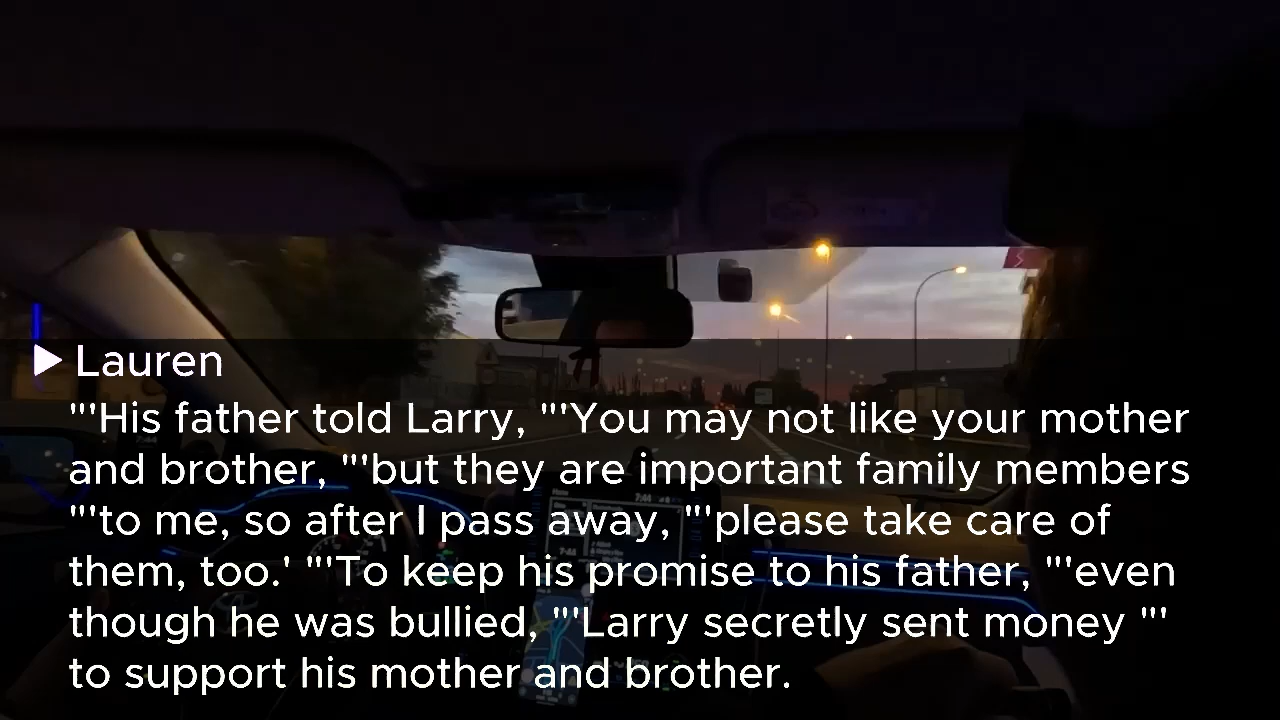 ▶ Lauren
"'His father told Larry, "'You may not like your mother
and brother, "'but they are important family members
"'to me, so after I pass away, "'please take care of
them, too.' "'To keep his promise to his father, "'even
though he was bullied, "'Larry secretly sent money "'
to support his mother and brother.
7:44